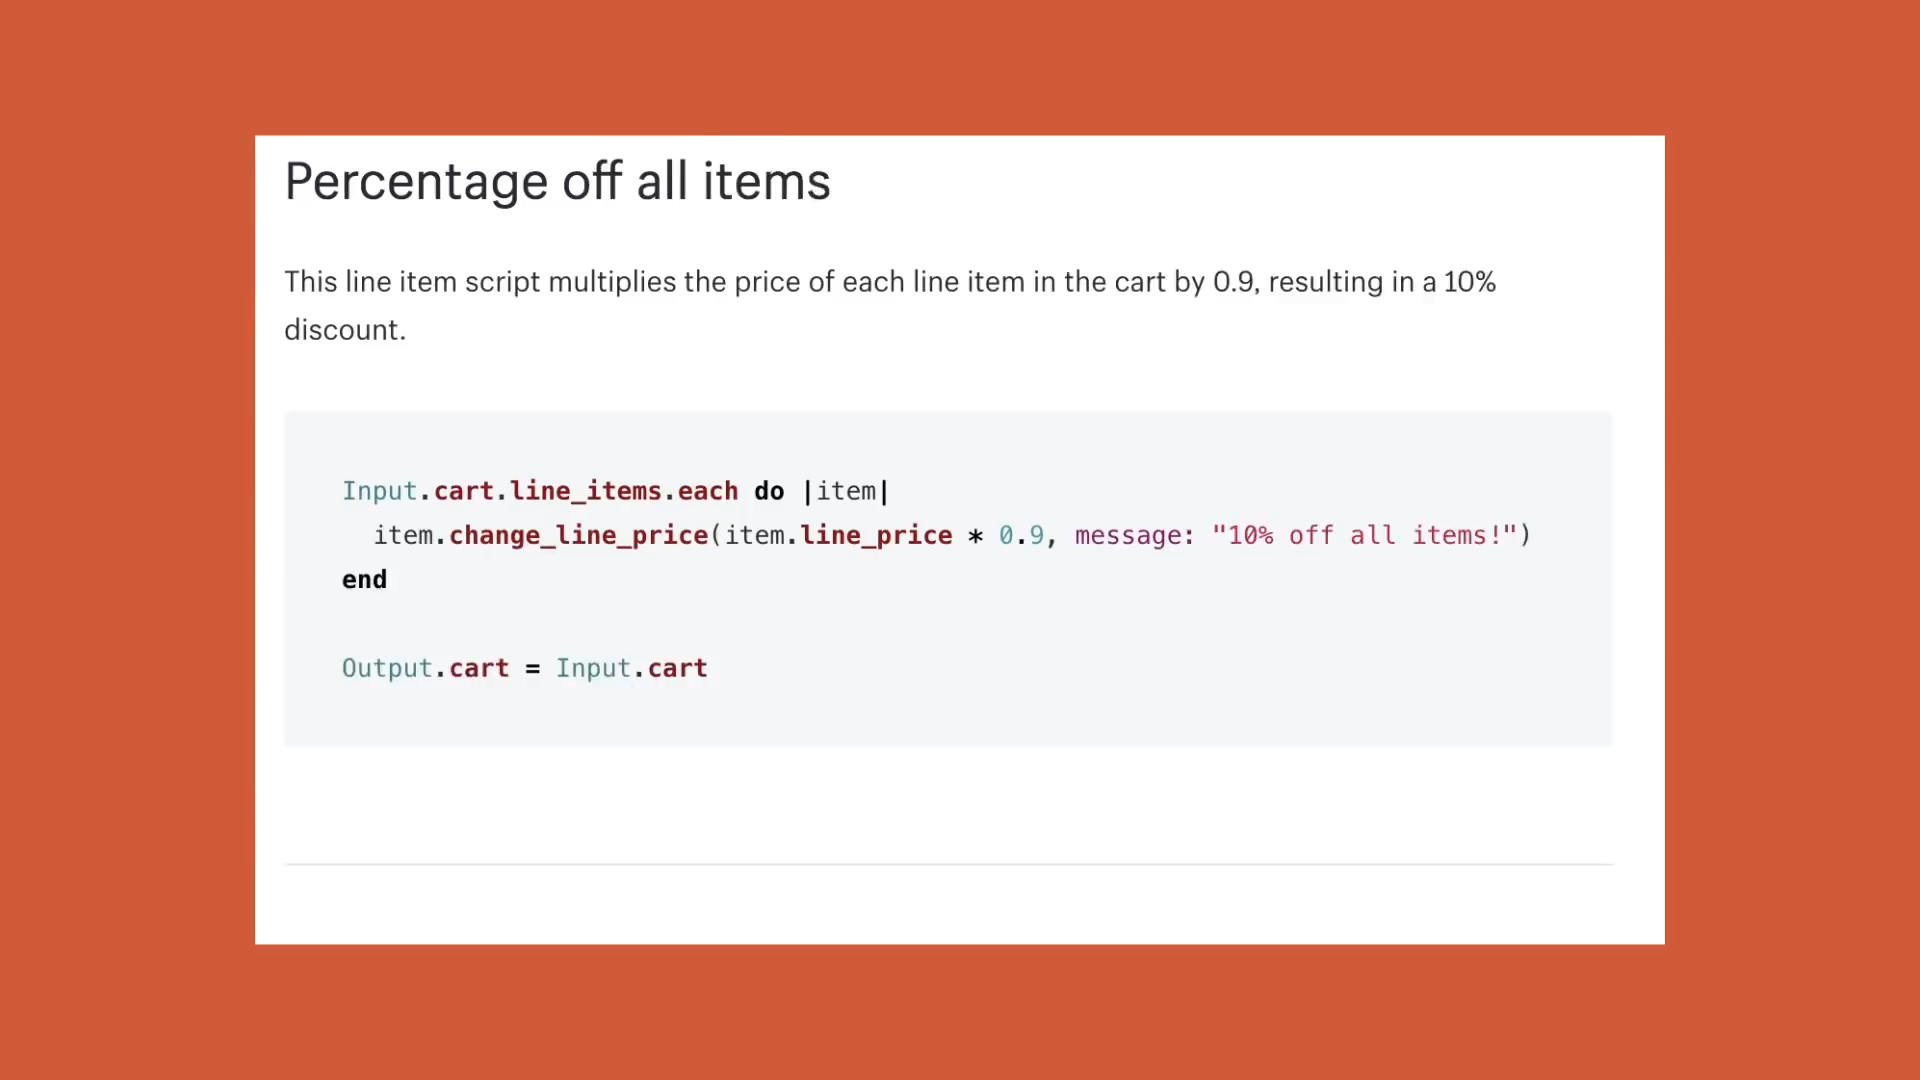 Percentage off all items
This line item script multiplies the price of each line item in the cart by 0.9, resulting in a 10%
discount.
Input.cart.line_items.each do |item|
  item.change_line_price(item.line_price * 0.9, message: "10% off all items!")
end
Output.cart = Input.cart